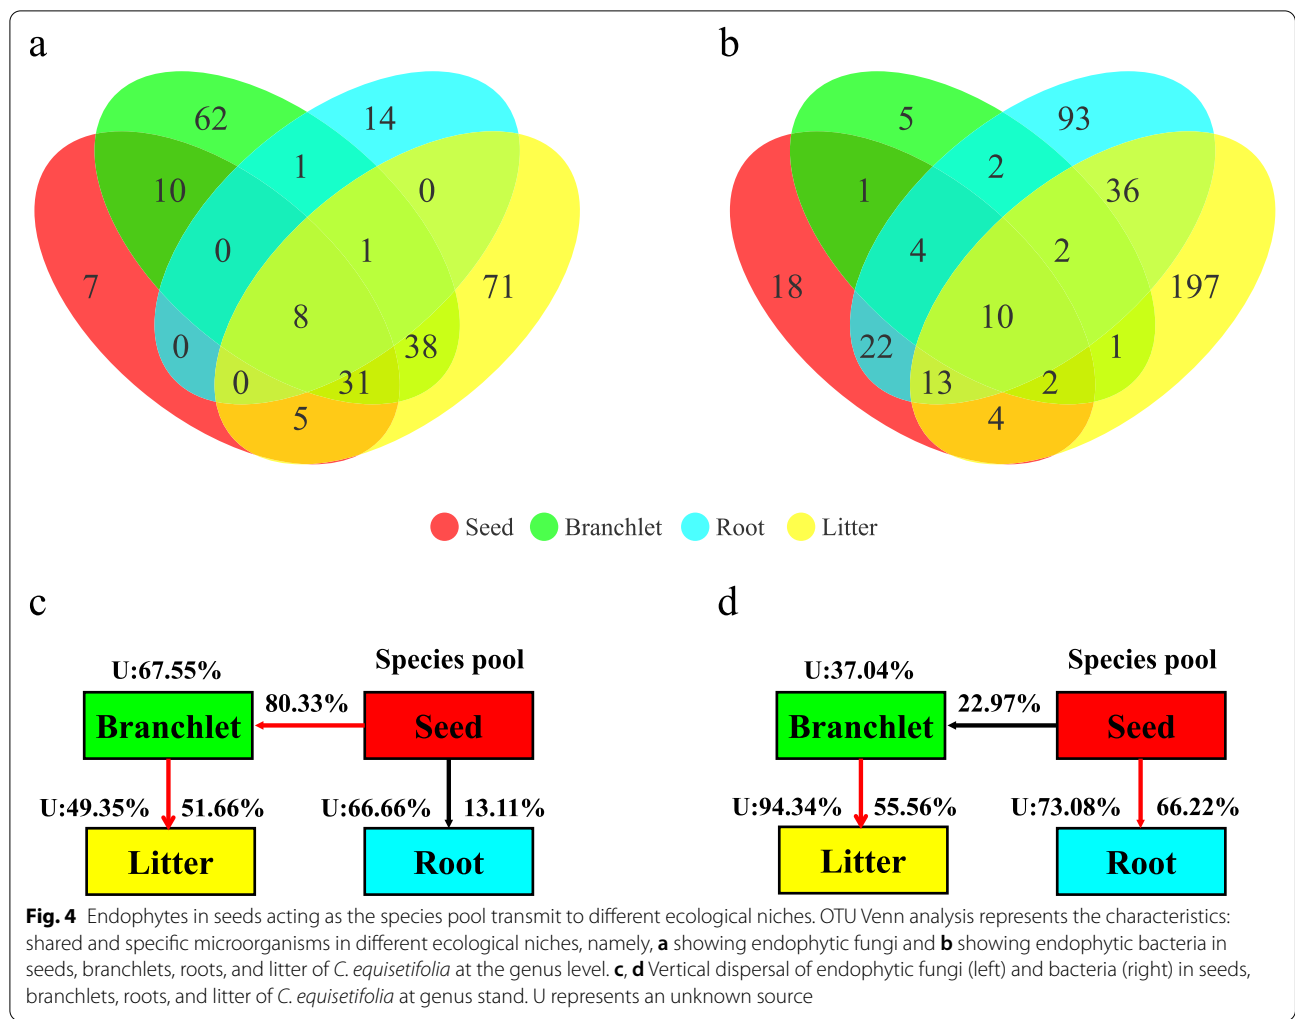 a
b
62
14
1
10
0
0
1
7
71
8
0
38
0
31
5
5
93
2
1
36
4
2
18
197
10
22
1
13
2
4
Seed
Branchlet
Root
Litter
c
d
Species pool
U:67.55%
80.33%
Branchlet
Seed
U:49.35%
51.66%
U:66.66%
13.11%
Litter
Root
Species pool
U:37.04%
22.97%
Branchlet
Seed
U:94.34%
55.56%
U:73.08%
66.22%
Litter
Root
Fig. 4 Endophytes in seeds acting as the species pool transmit to different ecological niches. OTU Venn analysis represents the characteristics:
shared and specific microorganisms in different ecological niches, namely, a showing endophytic fungi and b showing endophytic bacteria in
seeds, branchlets, roots, and litter of C. equisetifolia at the genus level. c, d Vertical dispersal of endophytic fungi (left) and bacteria (right) in seeds,
branchlets, roots, and litter of C. equisetifolia at genus stand. U represents an unknown source